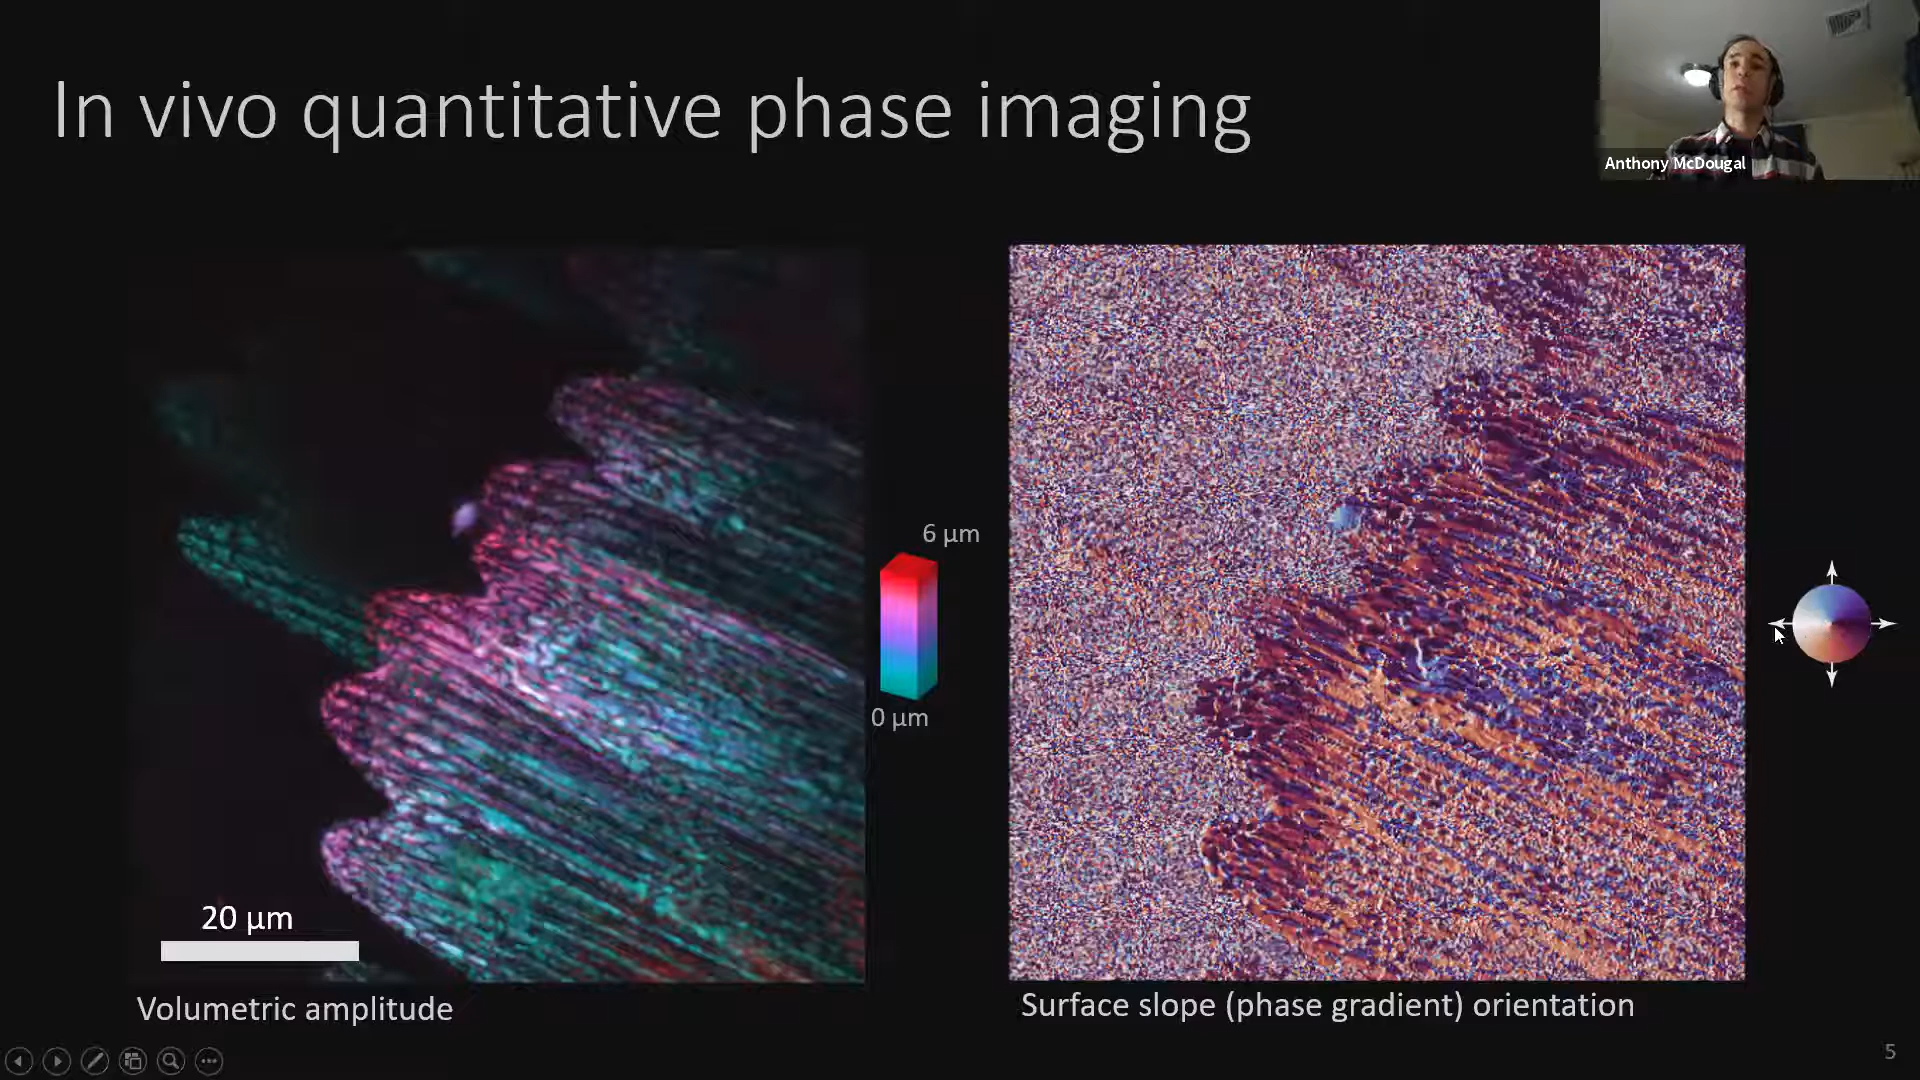 In vivo quantitative phase imaging
Anthony McDougal
6 µm
0 µm
20 µm
Volumetric amplitude
Surface slope (phase gradient) orientation
5